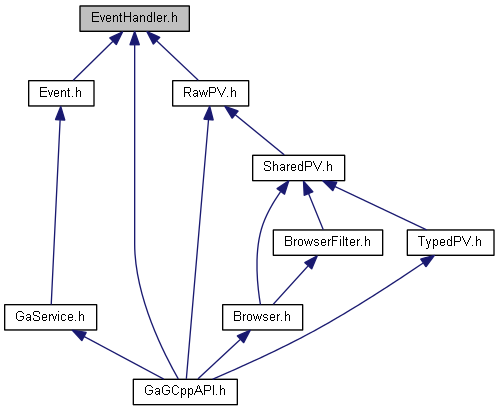 EventHandler.h
Event.h
RawPV.h
SharedPV.h
BrowserFilter.h
TypedPV.h
GaService.h
Browser.h
GaGCppAPI.h